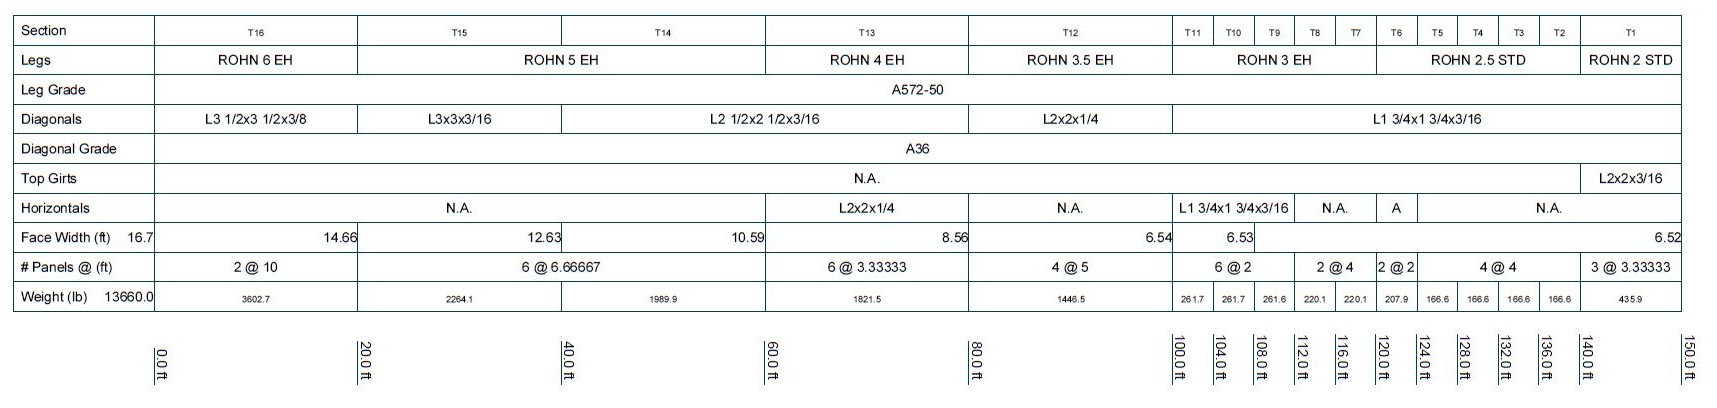 Section T16 T15 T14 T13 T12 T11 T10 T9 T8 T7 T6 T5 T4 T3 T2 T1
Legs ROHN 6 EH ROHN 5 EH ROHN 4 EH ROHN 3.5 EH ROHN 3 EH ROHN 2.5 STD ROHN 2 STD
Leg Grade A572-50
Diagonals L3 1/2x3 1/2x3/8 L3x3x3/16 L2 1/2x2 1/2x3/16 L2x2x1/4 L1 3/4x1 3/4x3/16
Diagonal Grade A36
Top Girts N.A. L2x2x3/16
Horizontals N.A. L2x2x1/4 N.A. L1 3/4x1 3/4x3/16 N.A. A N.A.
Face Width (ft) 16.7 14.66 12.63 10.59 8.56 6.54 6.53 6.52
# Panels @ (ft) 2 @ 10 6 @ 6.66667 6 @ 3.33333 4 @ 5 6 @ 2 2 @ 4 2 @ 2 4 @ 4 3 @ 3.33333
Weight (lb) 13660.0 3602.7 2264.1 1989.9 1821.5 1446.5 261.7 261.7 261.6 220.1 220.1 207.9 166.6 166.6 166.6 166.6 435.9
0.0 ft 20.0 ft 40.0 ft 60.0 ft 80.0 ft 100.0 ft 104.0 ft 108.0 ft 112.0 ft 116.0 ft 120.0 ft 124.0 ft 128.0 ft 132.0 ft 136.0 ft 140.0 ft 150.0 ft